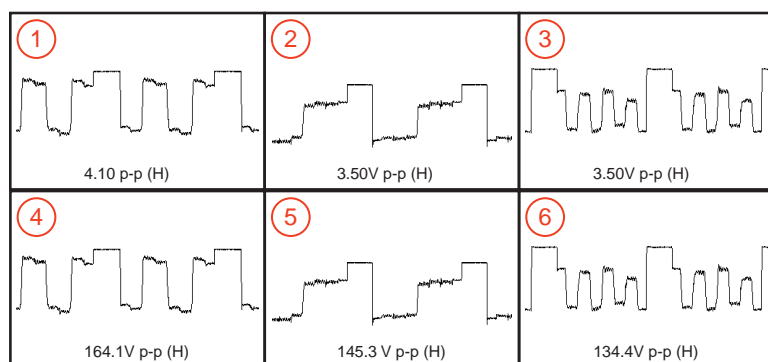 1
2
3
4.10 p-p (H)
3.50V p-p (H)
3.50V p-p (H)
4
5
6
164.1V p-p (H)
145.3 V p-p (H)
134.4V p-p (H)